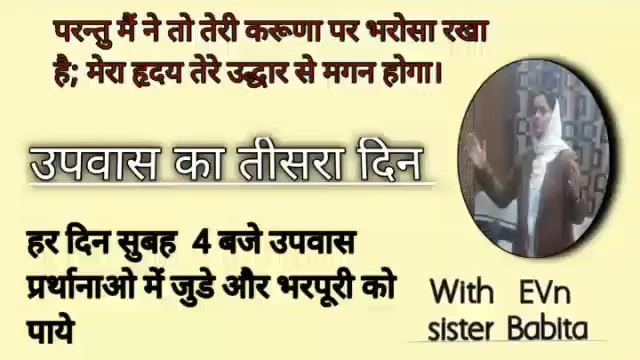 परन्तु मैं ने तो तेरी करूणा पर भरोसा रखा
है; मेरा हृदय तेरे उद्धार से मगन होगा।
उपवास का तीसरा दिन
हर दिन सुबह 4 बजे उपवास
प्रर्थानाओ में जुडे और भरपूरी को
पाये
With EVn
sister Babita